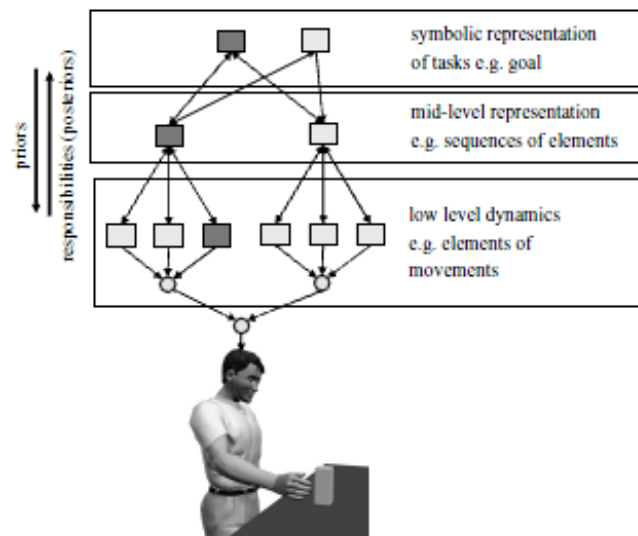 symbolic representation
of tasks e.g. goal
priors
responsibilities (posteriors)
mid-level representation
e.g. sequences of elements
low level dynamics
e.g. elements of
movements